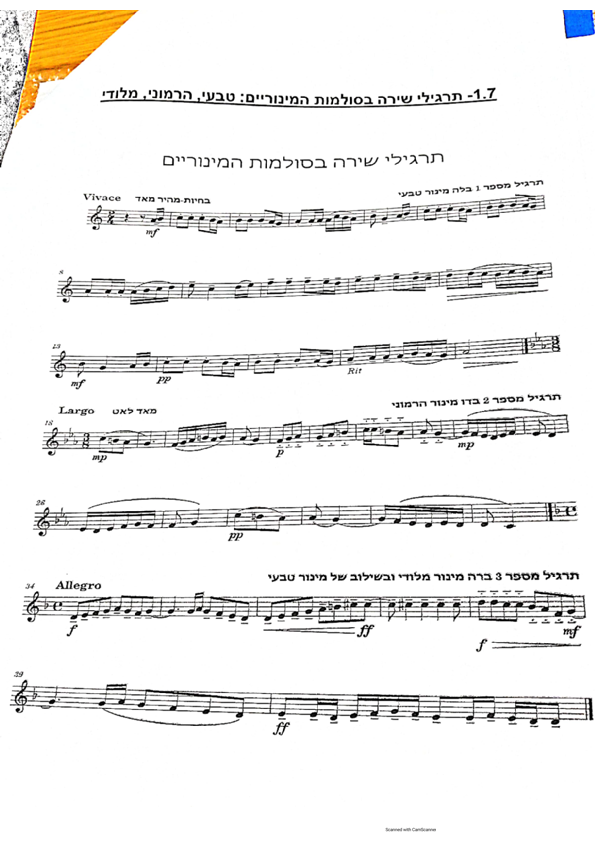 1.7- תרגילי שירה בסולמות המינוריים: טבעי, הרמוני, מלודי
תרגילי שירה בסולמות המינוריים
תרגיל מספר 1 בלה מינור טבעי
Vivace בחיות-מהיר מאד
mf
8
13
mf pp Rit
תרגיל מספר 2 בדו מינור הרמוני
Largo מאד לאט
18
mp p mp
26
pp
תרגיל מספר 3 ברה מינור מלודי ובשילוב של מינור טבעי
34 Allegro
f ff f mf
39
ff
Scanned with CamScanner